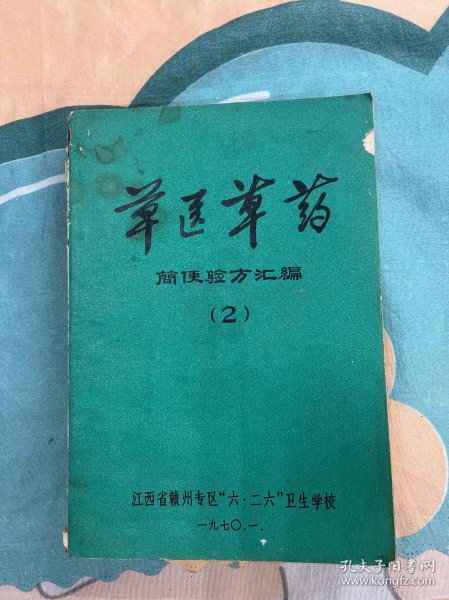 草医草药
简便验方汇编
(2)
江西省赣州专区“六·二六”卫生学校
一九七〇.一.
孔夫子旧书网
www.kongfz.com